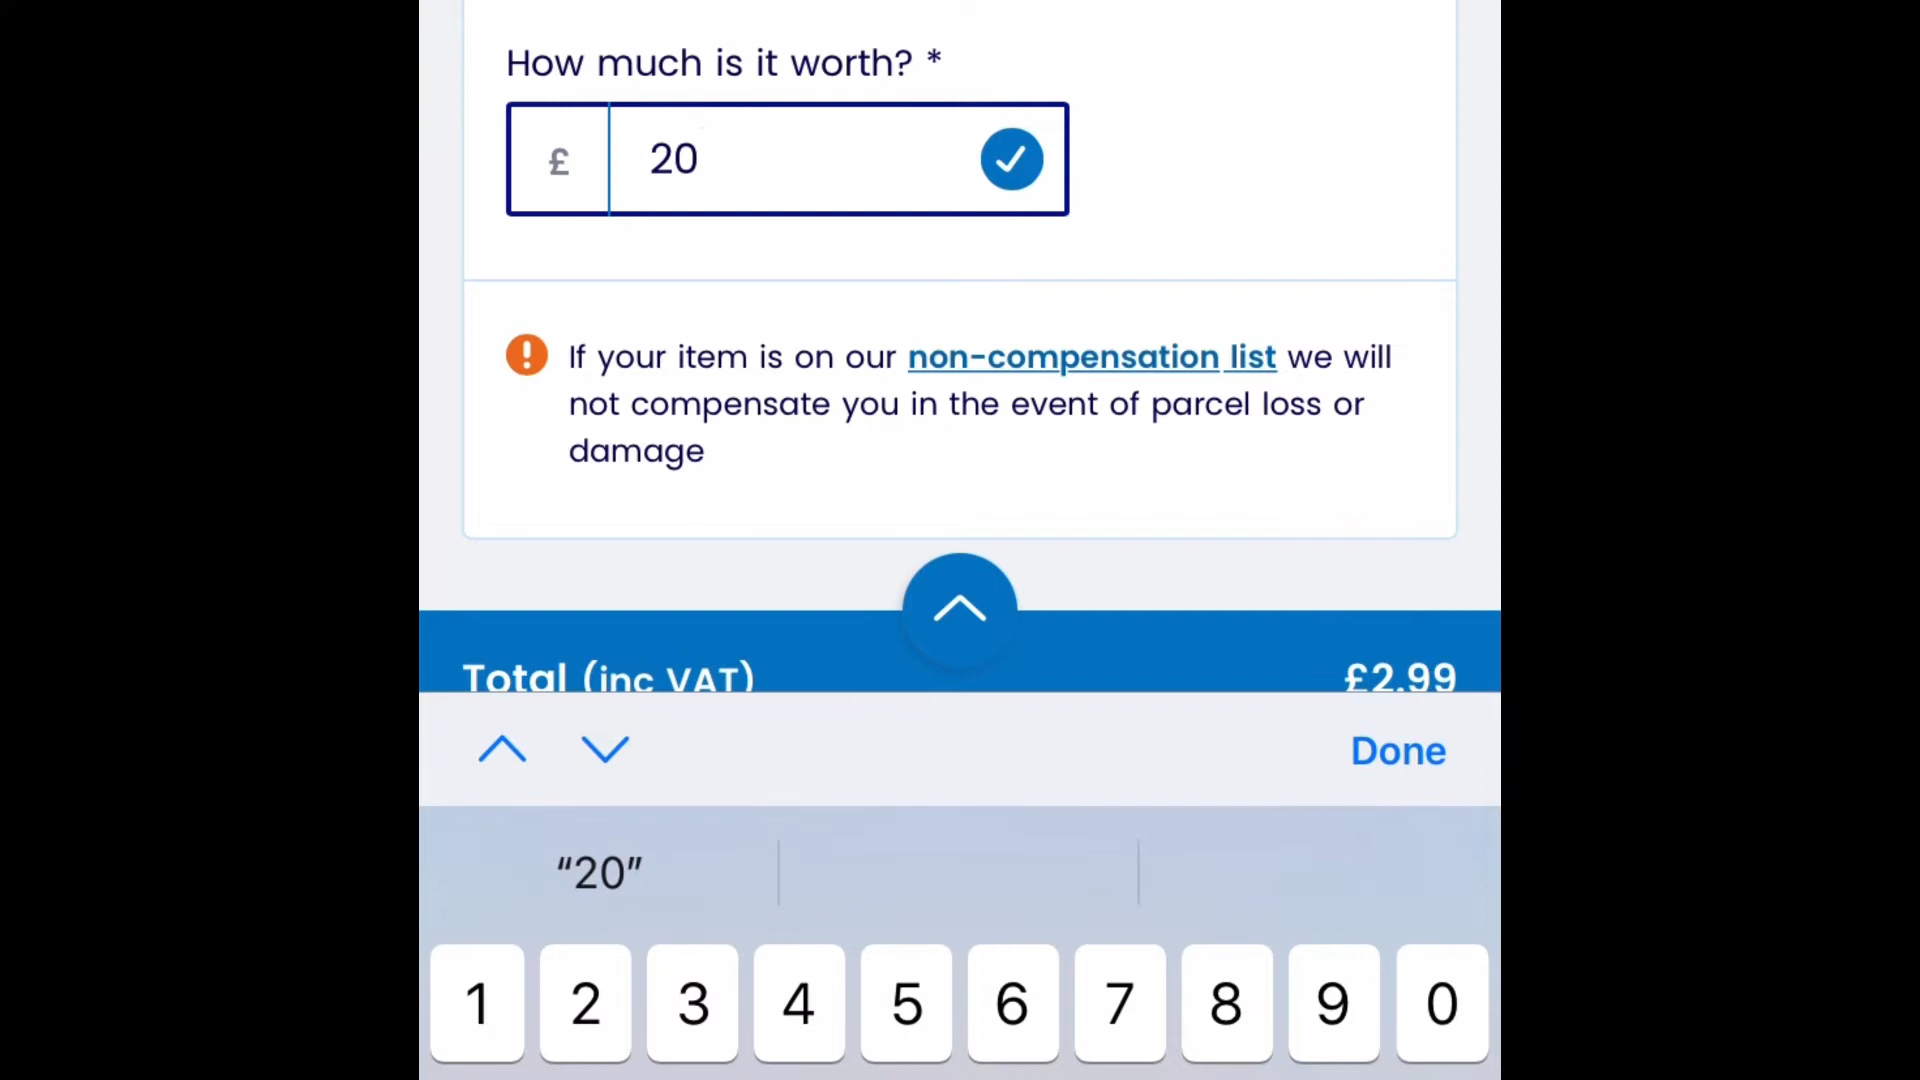 How much is it worth? *
£ 20
If your item is on our non-compensation list we will
not compensate you in the event of parcel loss or
damage
Total (inc VAT) £2.99
Done
“20”
1 2 3 4 5 6 7 8 9 0